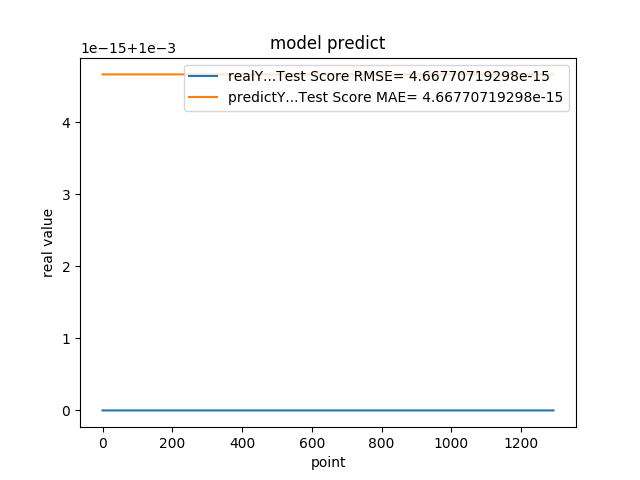 model predict
1e−15+1e−3
realY...Test Score RMSE= 4.66770719298e-15
predictY...Test Score MAE= 4.66770719298e-15
4
3
2
1
0
real value
0 200 400 600 800 1000 1200
point